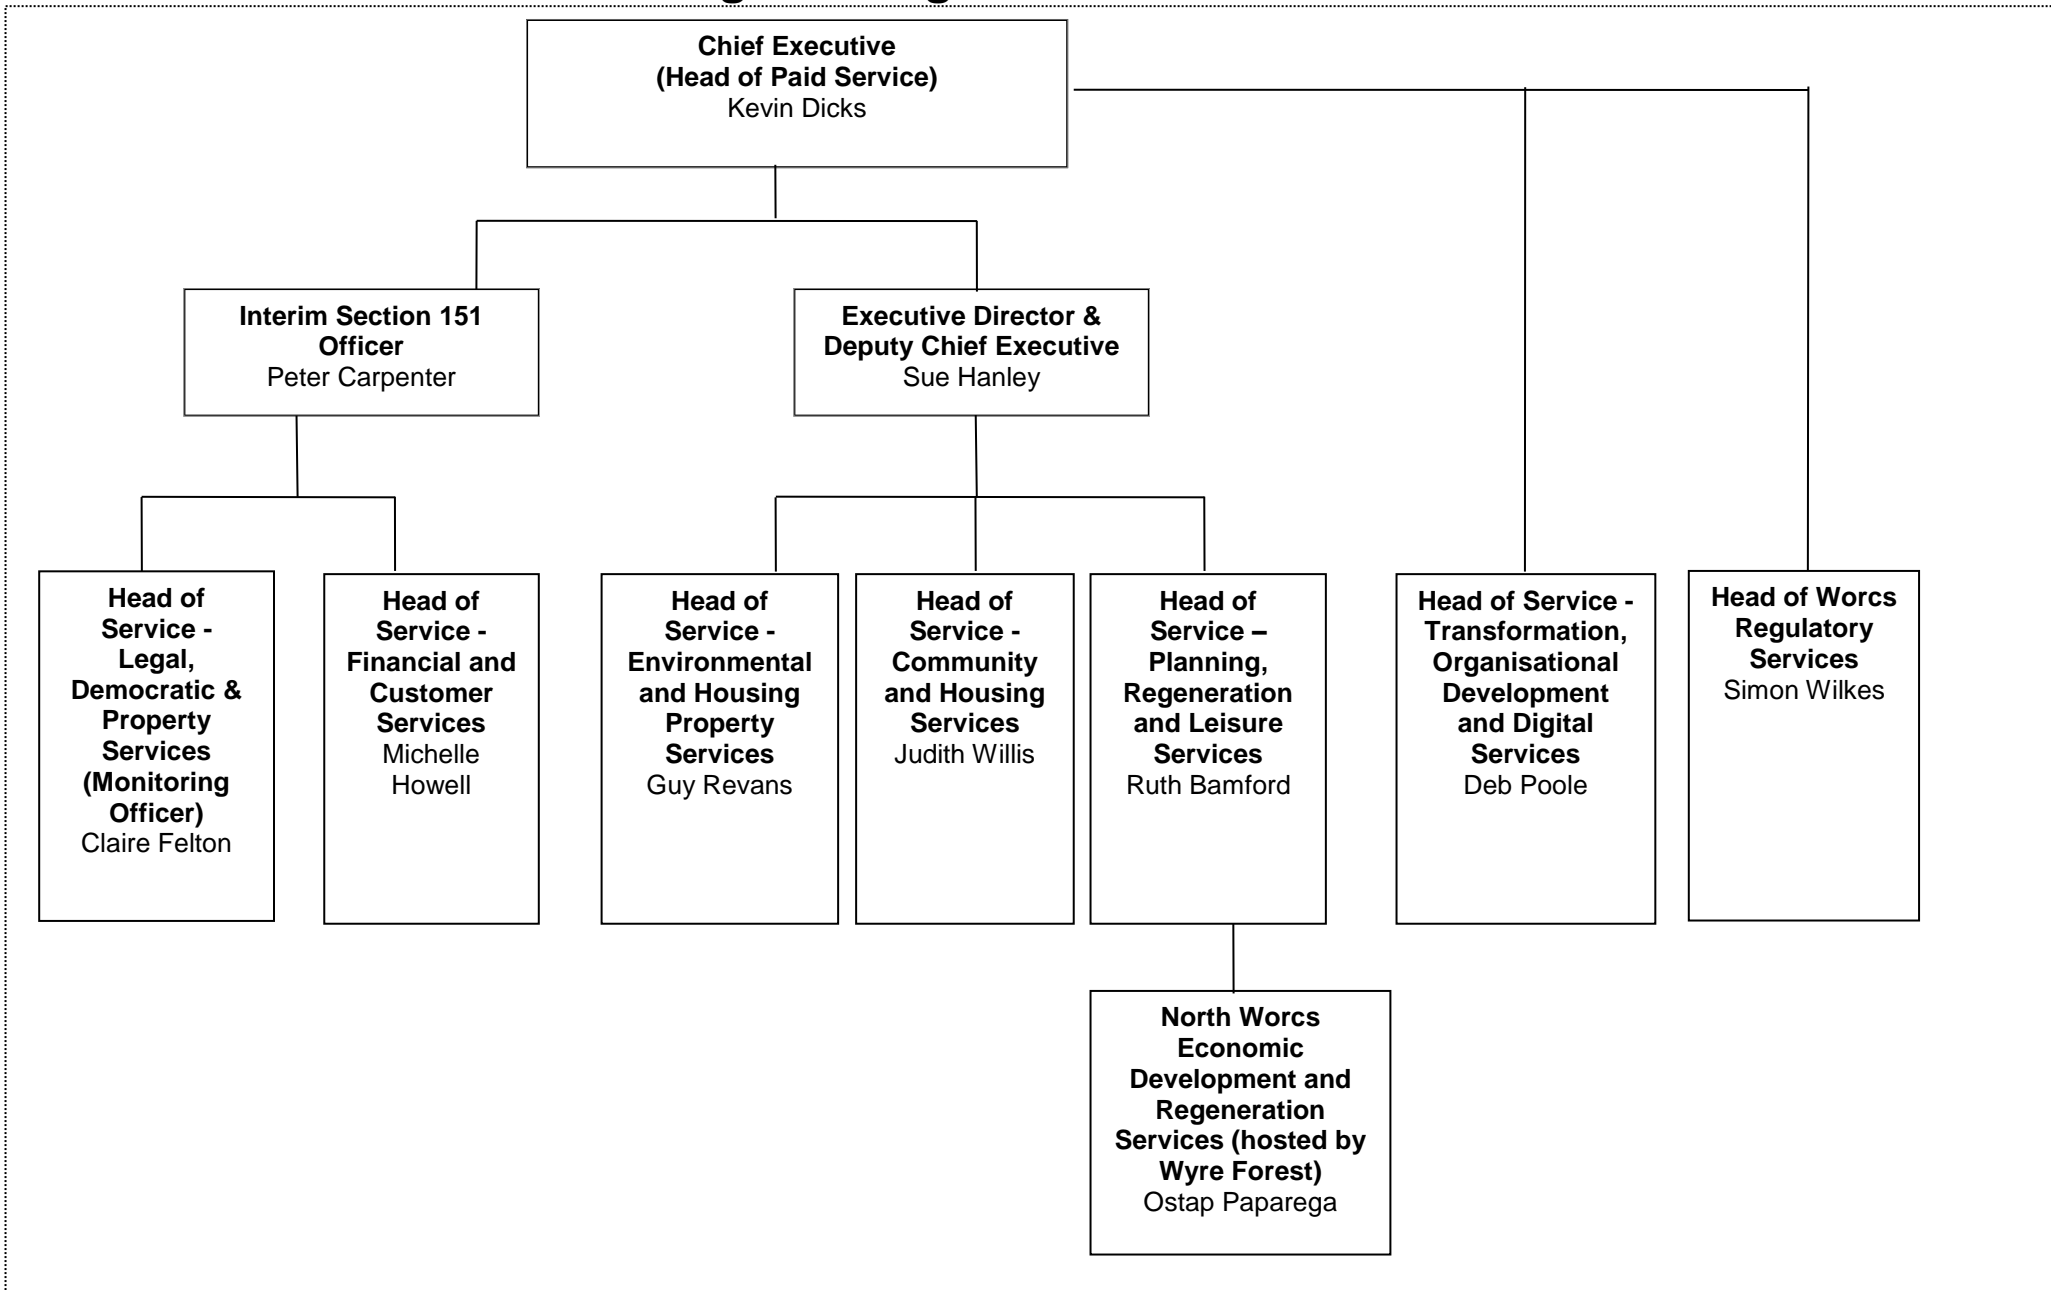 Chief Executive
(Head of Paid Service)
Kevin Dicks
Interim Section 151
Officer
Peter Carpenter
Executive Director &
Deputy Chief Executive
Sue Hanley
Head of
Service -
Legal,
Democratic &
Property
Services
(Monitoring
Officer)
Claire Felton
Head of
Service -
Financial and
Customer
Services
Michelle
Howell
Head of
Service -
Environmental
and Housing
Property
Services
Guy Revans
Head of
Service -
Community
and Housing
Services
Judith Willis
Head of
Service –
Planning,
Regeneration
and Leisure
Services
Ruth Bamford
Head of Service -
Transformation,
Organisational
Development
and Digital
Services
Deb Poole
Head of Worcs
Regulatory
Services
Simon Wilkes
North Worcs
Economic
Development and
Regeneration
Services (hosted by
Wyre Forest)
Ostap Paparega